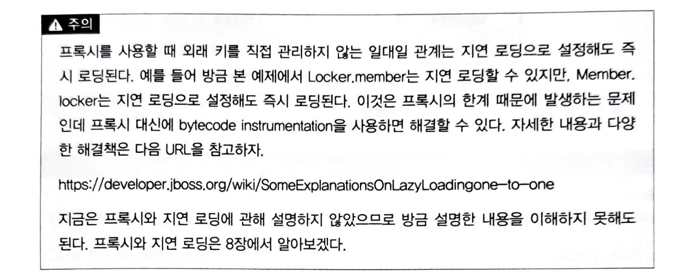 주의
프록시를 사용할 때 외래 키를 직접 관리하지 않는 일대일 관계는 지연 로딩으로 설정해도 즉
시 로딩된다. 예를 들어 방금 본 예제에서 Locker.member는 지연 로딩할 수 있지만, Member.
locker는 지연 로딩으로 설정해도 즉시 로딩된다. 이것은 프록시의 한계 때문에 발생하는 문제
인데 프록시 대신에 bytecode instrumentation을 사용하면 해결할 수 있다. 자세한 내용과 다양
한 해결책은 다음 URL을 참고하자.
https://developer.jboss.org/wiki/SomeExplanationsOnLazyLoadingone-to-one
지금은 프록시와 지연 로딩에 관해 설명하지 않았으므로 방금 설명한 내용을 이해하지 못해도
된다. 프록시와 지연 로딩은 8장에서 알아보겠다.